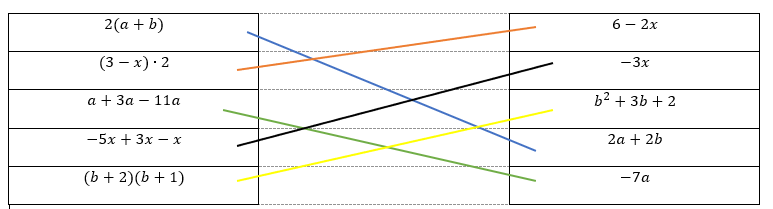 2(a + b) 6 − 2x
(3 − x) · 2 −3x
a + 3a − 11a b² + 3b + 2
−5x + 3x − x 2a + 2b
(b + 2)(b + 1) −7a